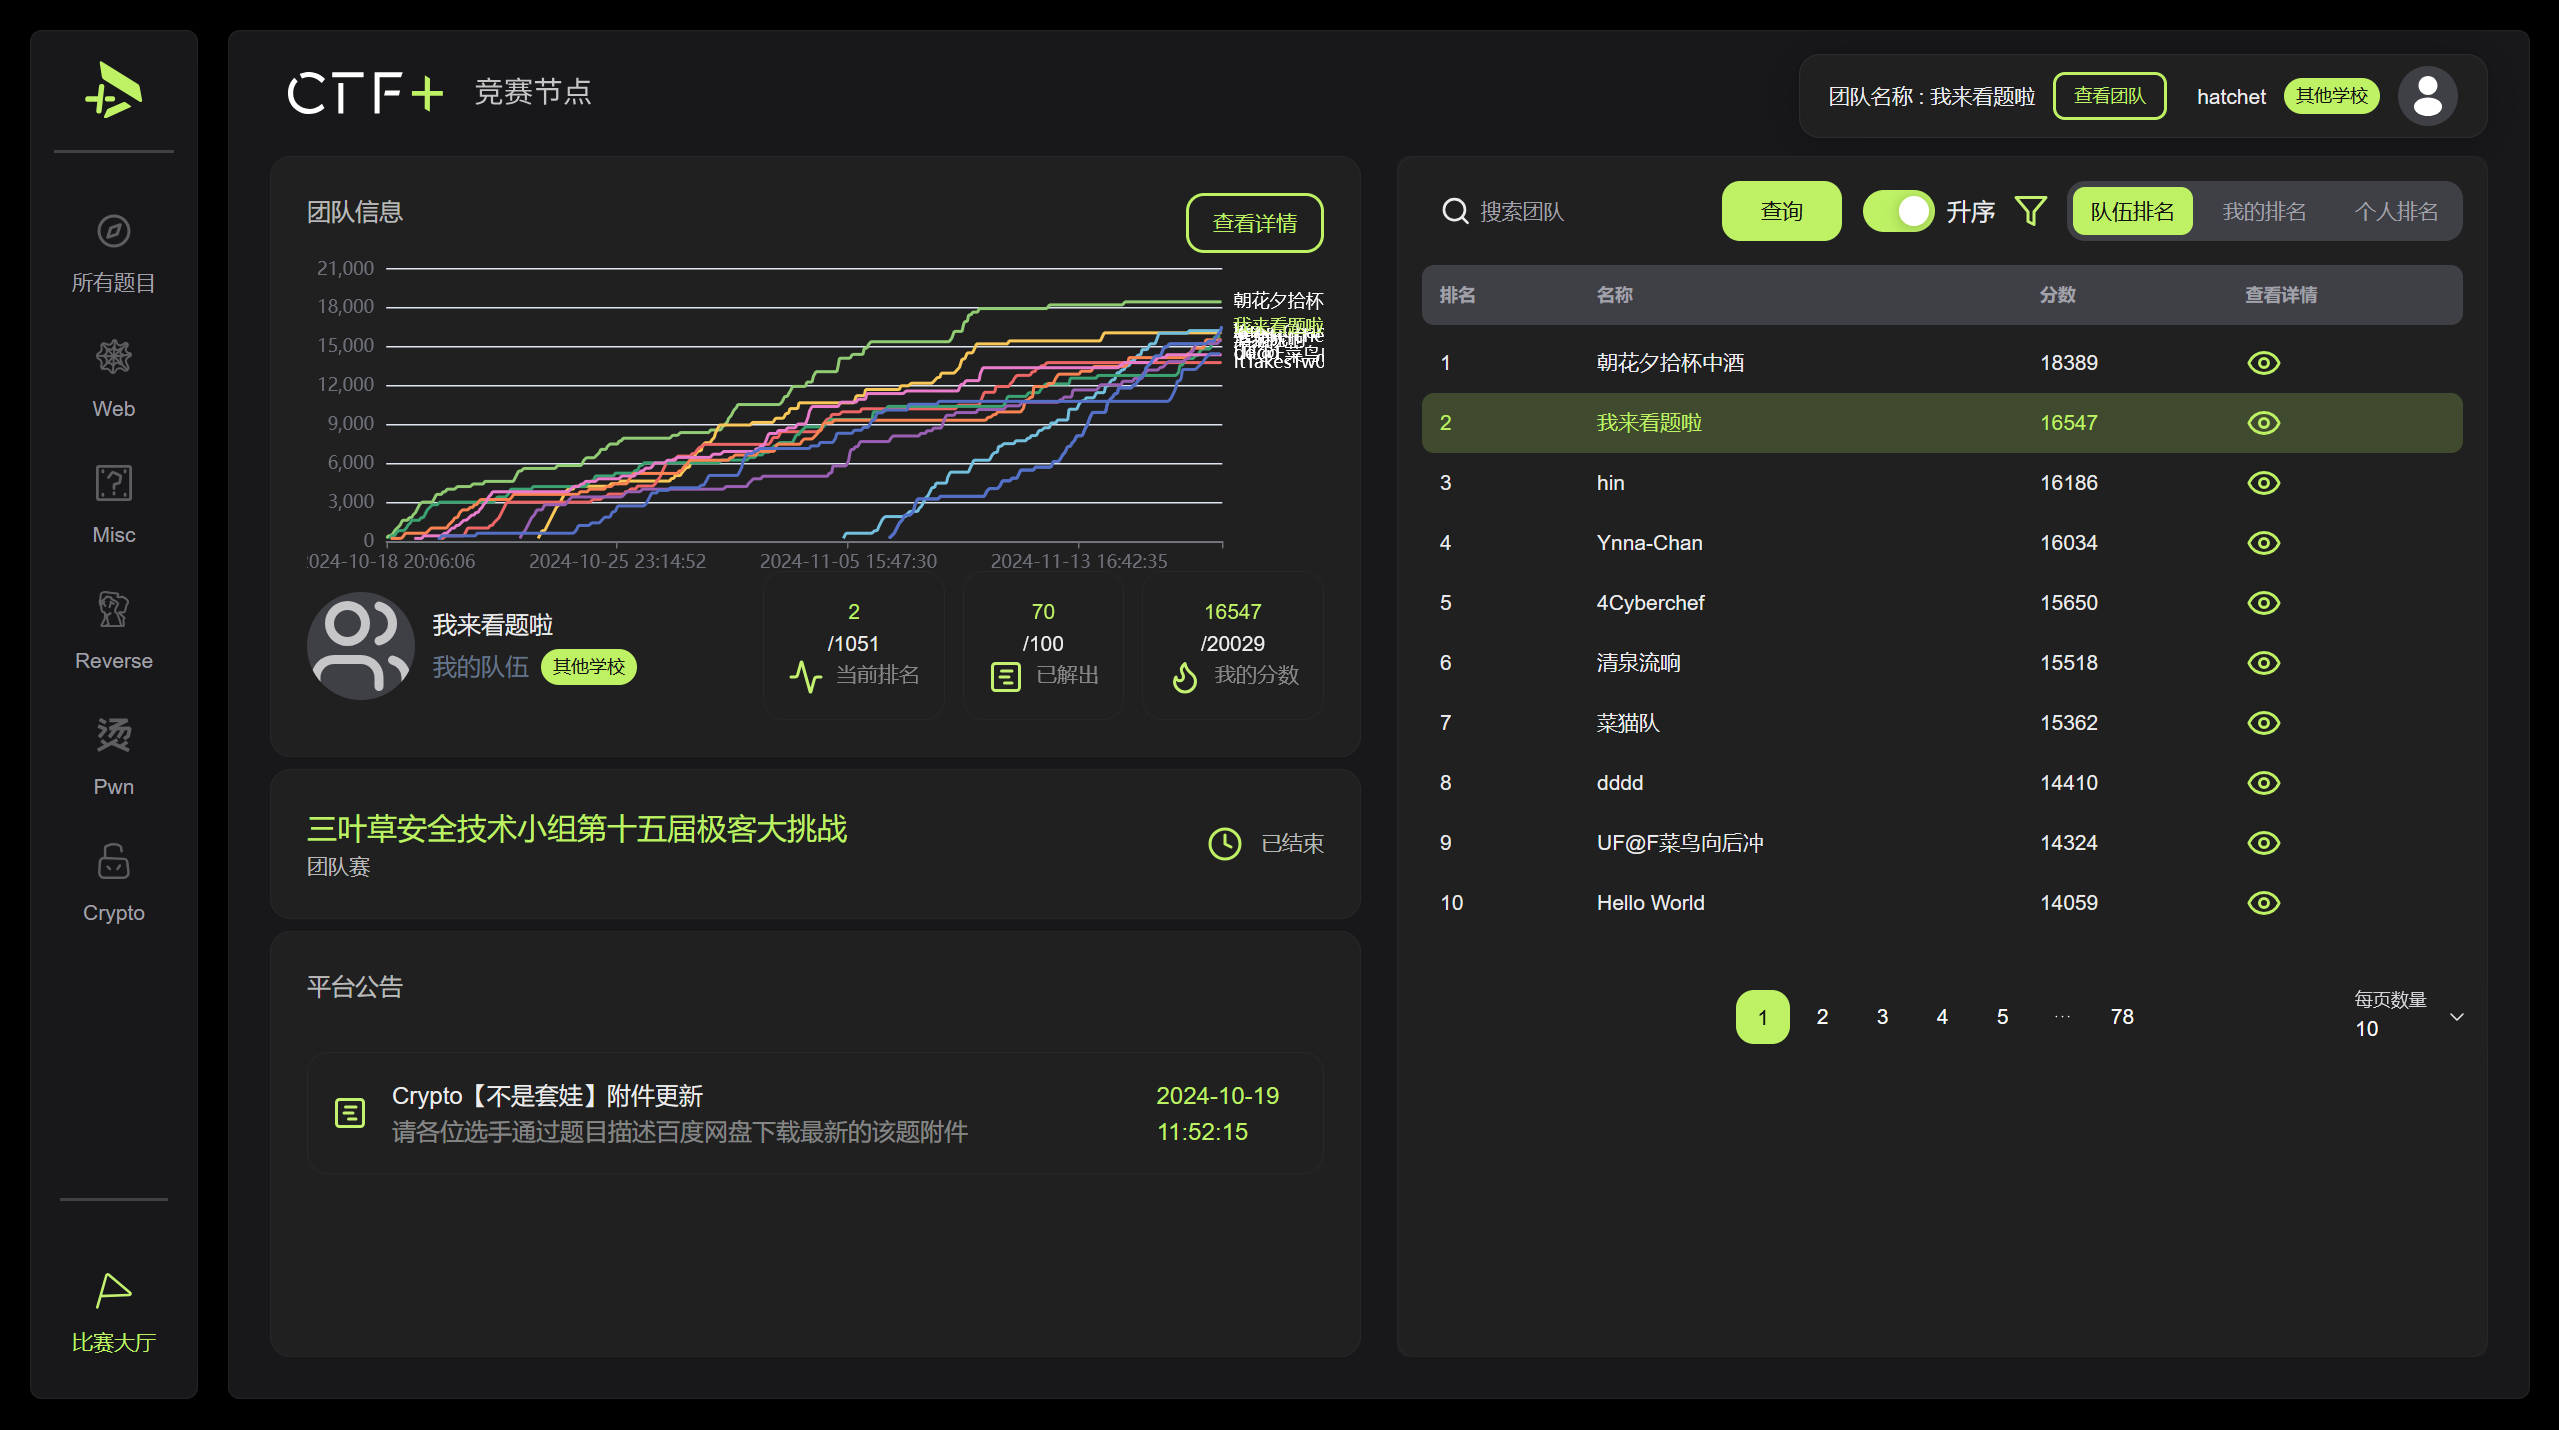 所有题目
Web
Misc
Reverse
烫
Pwn
Crypto
比赛大厅
CTF+ 竞赛节点
团队名称 : 我来看题啦 查看团队 hatchet 其他学校
团队信息 查看详情
21,000
18,000
15,000
12,000
9,000
6,000
3,000
0
2024-10-18 20:06:06 2024-10-25 23:14:52 2024-11-05 15:47:30 2024-11-13 16:42:35
朝花夕拾杯
我来看题啦
ItTakesTwo
我来看题啦
我的队伍 其他学校
2
/1051
当前排名
70
/100
已解出
16547
/20029
我的分数
三叶草安全技术小组第十五届极客大挑战
团队赛
已结束
平台公告
Crypto【不是套娃】附件更新
请各位选手通过题目描述百度网盘下载最新的该题附件
2024-10-19
11:52:15
搜索团队 查询 升序 队伍排名 我的排名 个人排名
排名 名称 分数 查看详情
1 朝花夕拾杯中酒 18389
2 我来看题啦 16547
3 hin 16186
4 Ynna-Chan 16034
5 4Cyberchef 15650
6 清泉流响 15518
7 菜猫队 15362
8 dddd 14410
9 UF@F菜鸟向后冲 14324
10 Hello World 14059
1 2 3 4 5 ··· 78
每页数量
10